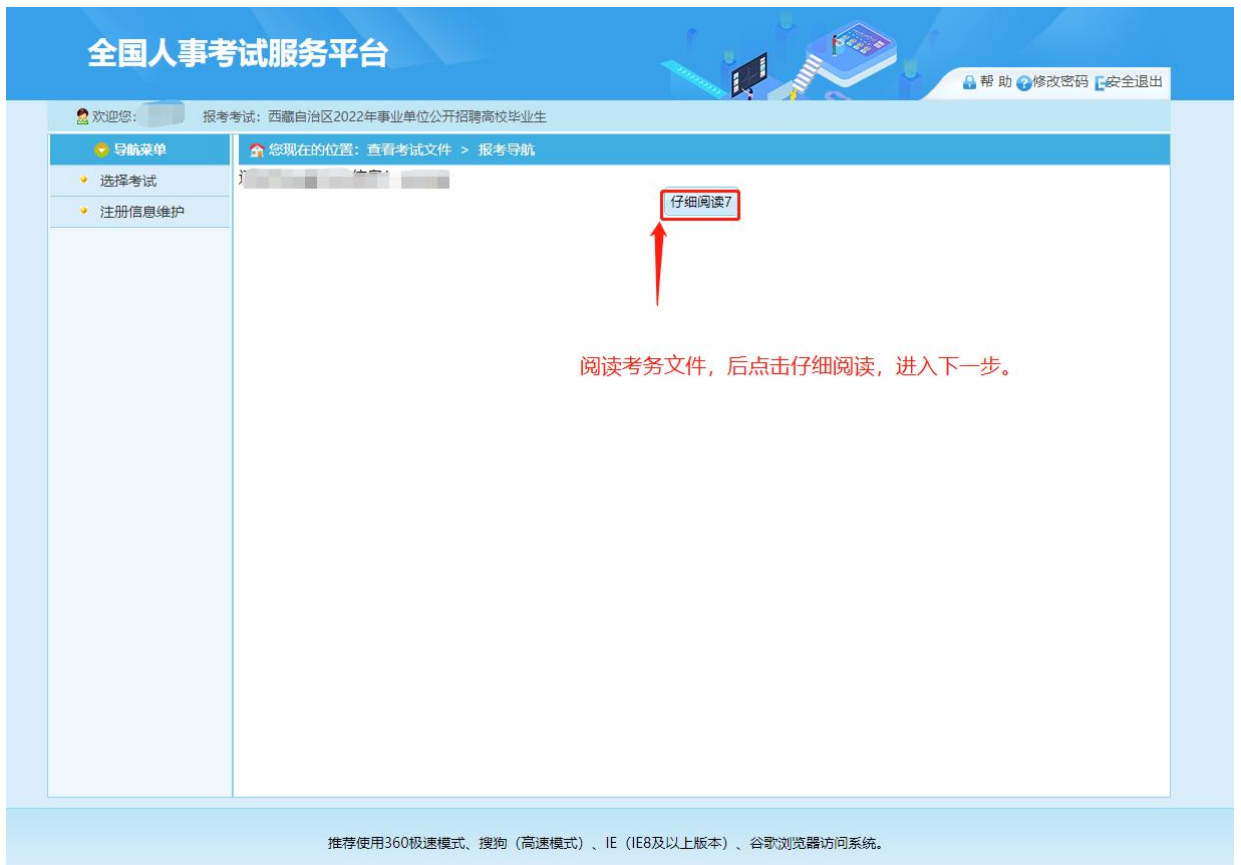 全国人事考试服务平台
帮 助 修改密码 安全退出
欢迎您： 报考考试：西藏自治区2022年事业单位公开招聘高校毕业生
导航菜单
您现在的位置：查看考试文件 > 报考导航
选择考试
注册信息维护
仔细阅读7
阅读考务文件，后点击仔细阅读，进入下一步。
推荐使用360极速模式、搜狗（高速模式）、IE（IE8及以上版本）、谷歌浏览器访问系统。